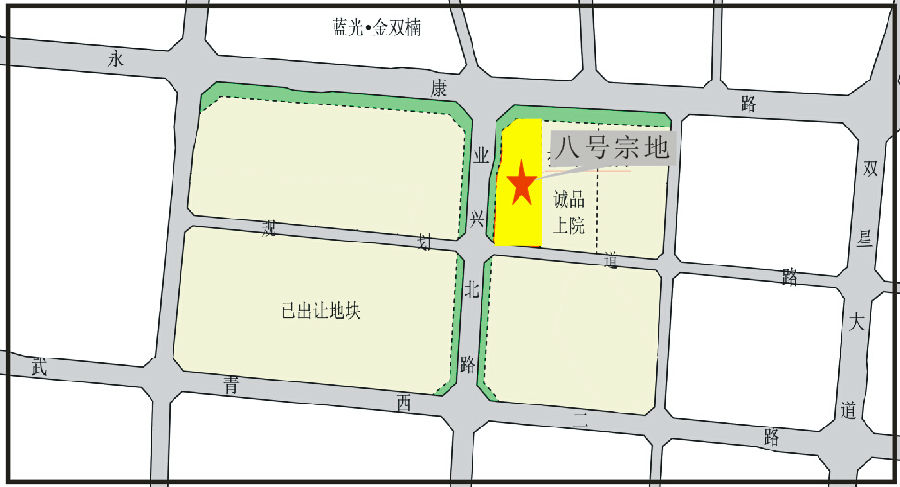 蓝光•金双楠
永康路
八号宗地
诚品
上院
业兴北路
双星大道
规划道路
已出让地块
武青西二路